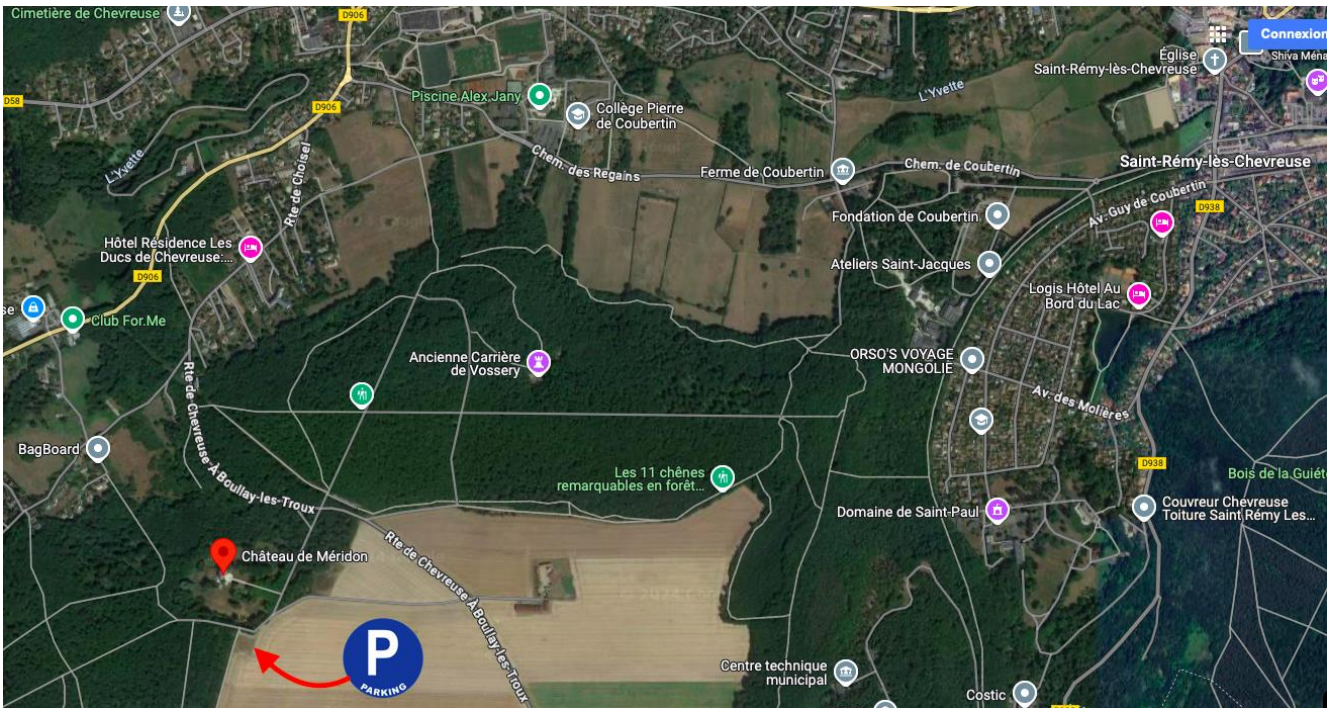 Cimetière de Chevreuse
D906
Connexion
Église
Saint-Rémy-lès-Chevreuse
Shiva Ména
D58
D906
Piscine Alex Jany
Collège Pierre
de Coubertin
L'Yvette
L'Yvette
Rte de Choisel
Chem. des Regains
Ferme de Coubertin
Chem. de Coubertin
Saint-Rémy-lès-Chevreuse
Av. Guy de Coubertin
D938
Fondation de Coubertin
Hôtel Résidence Les
Ducs de Chevreuse:...
D906
Ateliers Saint-Jacques
Logis Hôtel Au
Bord du Lac
se
Club For.Me
Ancienne Carrière
de Vossery
ORSO'S VOYAGE
MONGOLIE
Av. des Molières
Rte de Chevreuse À Boullay-les-Troux
BagBoard
Les 11 chênes
remarquables en forêt...
D938
Bois de la Guiét
Domaine de Saint-Paul
Couvreur Chevreuse
Toiture Saint Rémy Les...
Château de Méridon
Rte de Chevreuse À Boullay-les-Troux
P
PARKING
Centre technique
municipal
Costic